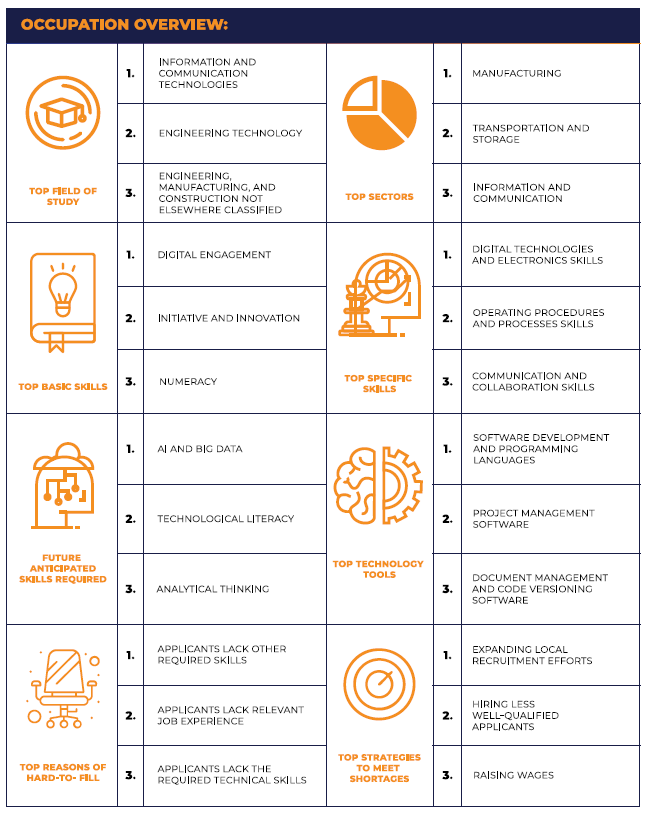 OCCUPATION OVERVIEW:
TOP FIELD OF
STUDY
1.
INFORMATION AND
COMMUNICATION
TECHNOLOGIES
2.
ENGINEERING TECHNOLOGY
3.
ENGINEERING,
MANUFACTURING, AND
CONSTRUCTION NOT
ELSEWHERE CLASSIFIED
TOP SECTORS
1.
MANUFACTURING
2.
TRANSPORTATION AND
STORAGE
3.
INFORMATION AND
COMMUNICATION
TOP BASIC SKILLS
1.
DIGITAL ENGAGEMENT
2.
INITIATIVE AND INNOVATION
3.
NUMERACY
TOP SPECIFIC
SKILLS
1.
DIGITAL TECHNOLOGIES
AND ELECTRONICS SKILLS
2.
OPERATING PROCEDURES
AND PROCESSES SKILLS
3.
COMMUNICATION AND
COLLABORATION SKILLS
FUTURE
ANTICIPATED
SKILLS REQUIRED
1.
AI AND BIG DATA
2.
TECHNOLOGICAL LITERACY
3.
ANALYTICAL THINKING
TOP TECHNOLOGY
TOOLS
1.
SOFTWARE DEVELOPMENT
AND PROGRAMMING
LANGUAGES
2.
PROJECT MANAGEMENT
SOFTWARE
3.
DOCUMENT MANAGEMENT
AND CODE VERSIONING
SOFTWARE
TOP REASONS OF
HARD-TO- FILL
1.
APPLICANTS LACK OTHER
REQUIRED SKILLS
2.
APPLICANTS LACK RELEVANT
JOB EXPERIENCE
3.
APPLICANTS LACK THE
REQUIRED TECHNICAL SKILLS
TOP STRATEGIES
TO MEET
SHORTAGES
1.
EXPANDING LOCAL
RECRUITMENT EFFORTS
2.
HIRING LESS
WELL-QUALIFIED
APPLICANTS
3.
RAISING WAGES